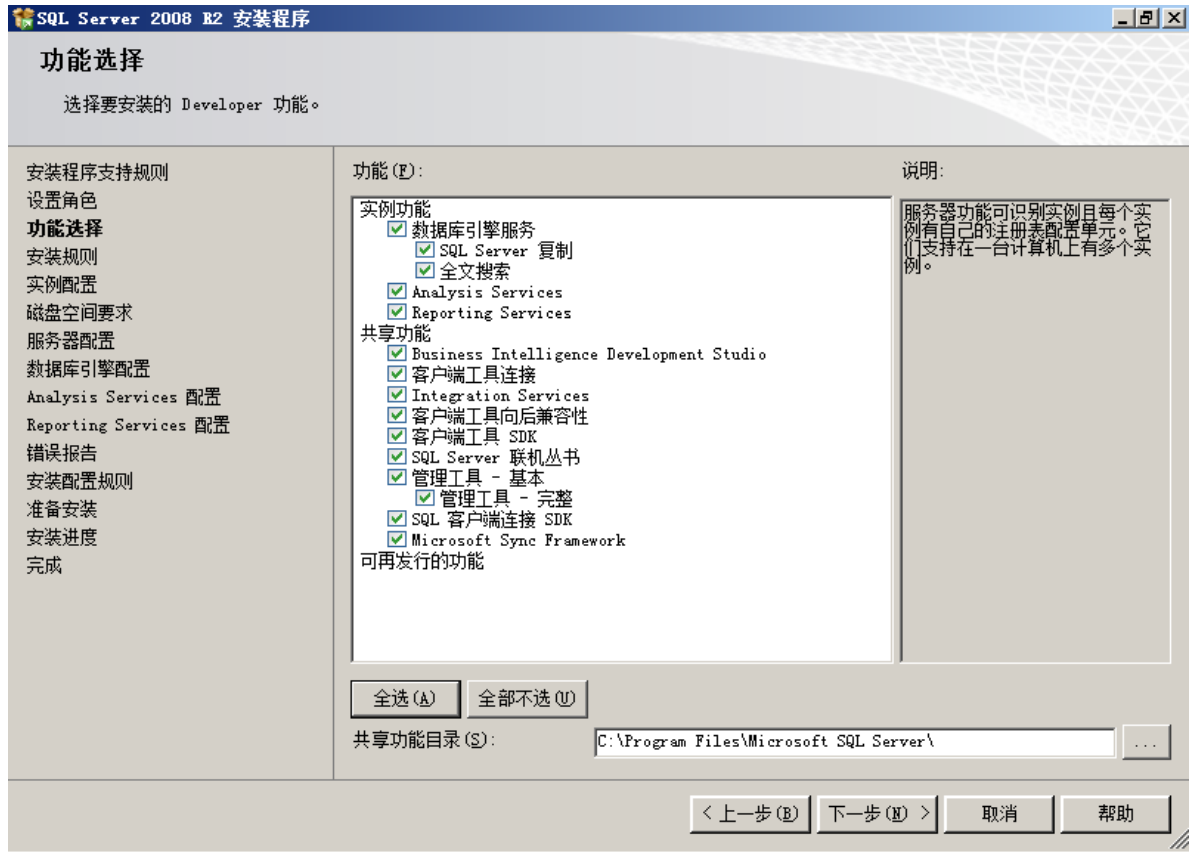 SQL Server 2008 R2 安装程序
功能选择
选择要安装的 Developer 功能。
安装程序支持规则
设置角色
功能选择
安装规则
实例配置
磁盘空间要求
服务器配置
数据库引擎配置
Analysis Services 配置
Reporting Services 配置
错误报告
安装配置规则
准备安装
安装进度
完成
功能(F):
实例功能
数据库引擎服务
SQL Server 复制
全文搜索
Analysis Services
Reporting Services
共享功能
Business Intelligence Development Studio
客户端工具连接
Integration Services
客户端工具向后兼容性
客户端工具 SDK
SQL Server 联机丛书
管理工具 - 基本
管理工具 - 完整
SQL 客户端连接 SDK
Microsoft Sync Framework
可再发行的功能
说明:
服务器功能可识别实例且每个实
例有自己的注册表配置单元。它
们支持在一台计算机上有多个实
例。
全选(A)
全部不选(U)
共享功能目录(S):
C:\Program Files\Microsoft SQL Server\
...
< 上一步(B)
下一步(N) >
取消
帮助